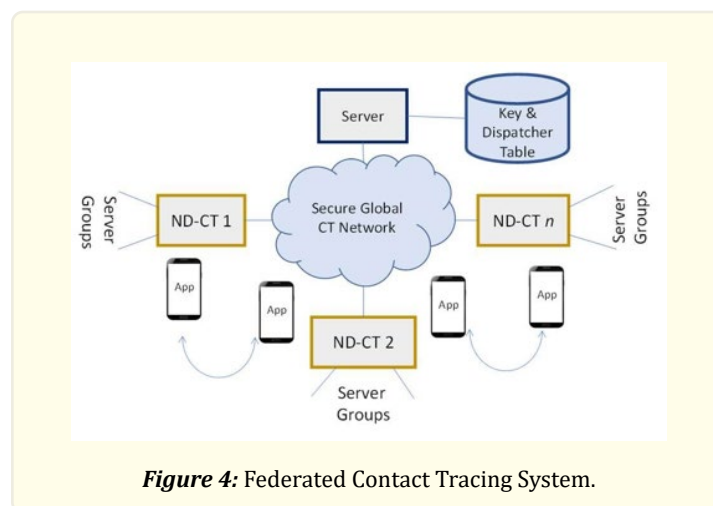 Server
Key &
Dispatcher
Table
Server
Groups
ND-CT 1
Secure Global
CT Network
ND-CT n
Server
Groups
App
App
App
App
ND-CT 2
Server
Groups
Figure 4: Federated Contact Tracing System.